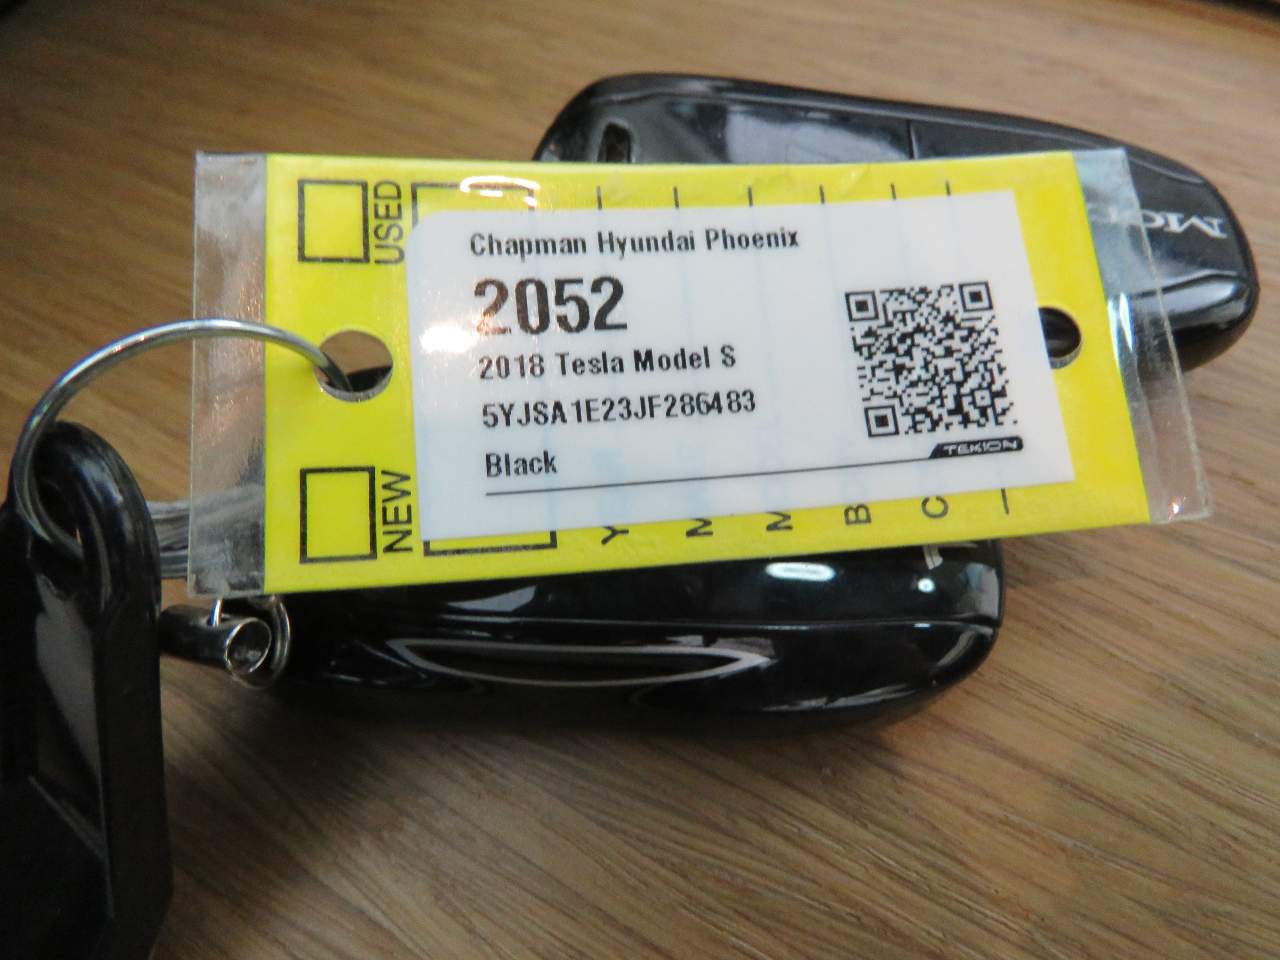 USED
Chapman Hyundai Phoenix
2052
2018 Tesla Model S
5YJSA1E23JF286483
Black
TEKION
NEW
Y
M
M
B
C